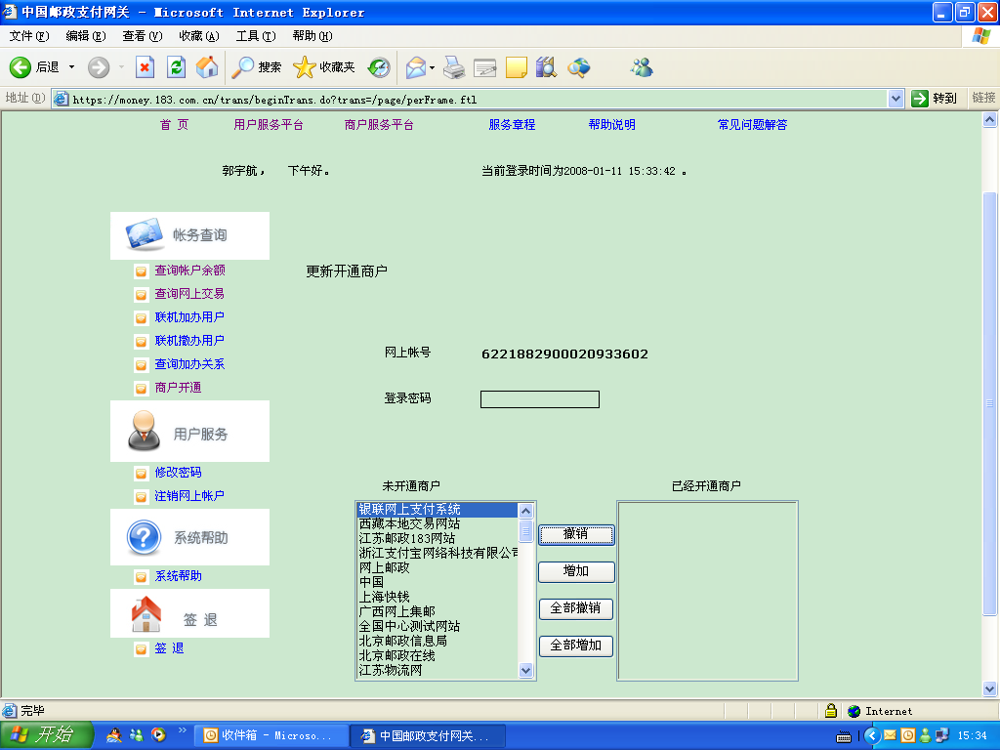 中国邮政支付网关 - Microsoft Internet Explorer
文件(F) 编辑(E) 查看(V) 收藏(A) 工具(T) 帮助(H)
后退 搜索 收藏夹
地址(D) https://money.183.com.cn/trans/beginTrans.do?trans=/page/perFrame.ftl 转到 链接
首 页 用户服务平台 商户服务平台 服务章程 帮助说明 常见问题解答
郭宇航， 下午好。 当前登录时间为2008-01-11 15:33:42 。
帐务查询
查询帐户余额
更新开通商户
查询网上交易
联机加办用户
联机撤办用户
网上帐号 6221882900020933602
查询加办关系
商户开通
登录密码
用户服务
修改密码
未开通商户 已经开通商户
注销网上帐户
银联网上支付系统
西藏本地交易网站
江苏邮政183网站
浙江支付宝网络科技有限公司
网上邮政
中国
上海快钱
广西网上集邮
全国中心测试网站
北京邮政信息局
北京邮政在线
江苏物流网
撤销
增加
全部撤销
全部增加
系统帮助
系统帮助
签 退
签 退
完毕 Internet
开始 收件箱 - Microso... 中国邮政支付网关... 15:34